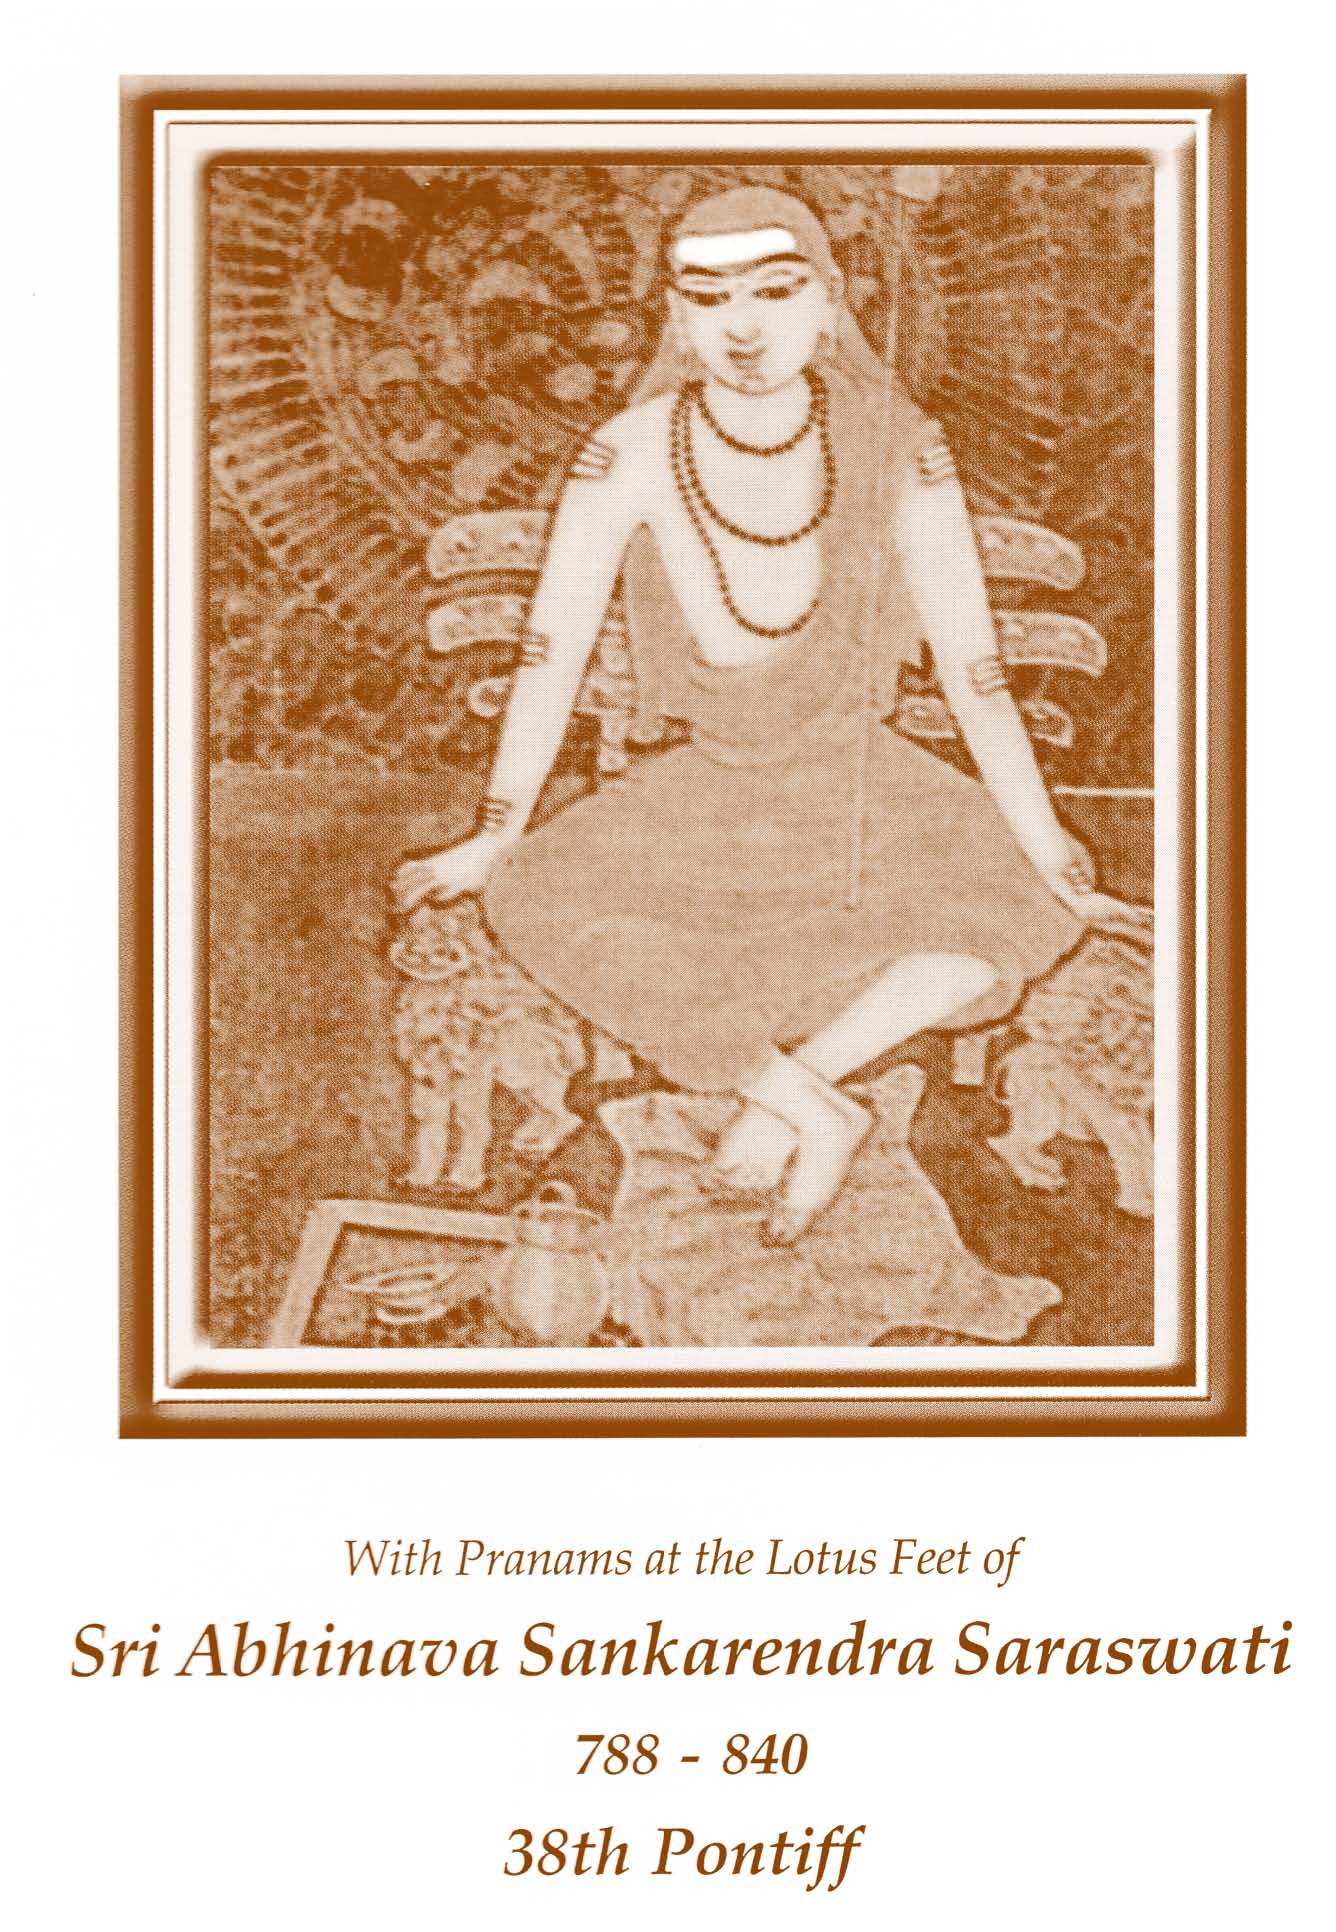 With Pranams at the Lotus Feet of
Sri Abhinava Sankarendra Saraswati
788 - 840
38th Pontiff